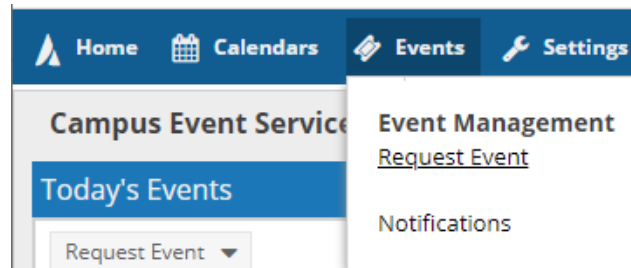 Home Calendars Events Settings
Campus Event Service
Event Management
Request Event
Today's Events
Notifications
Request Event